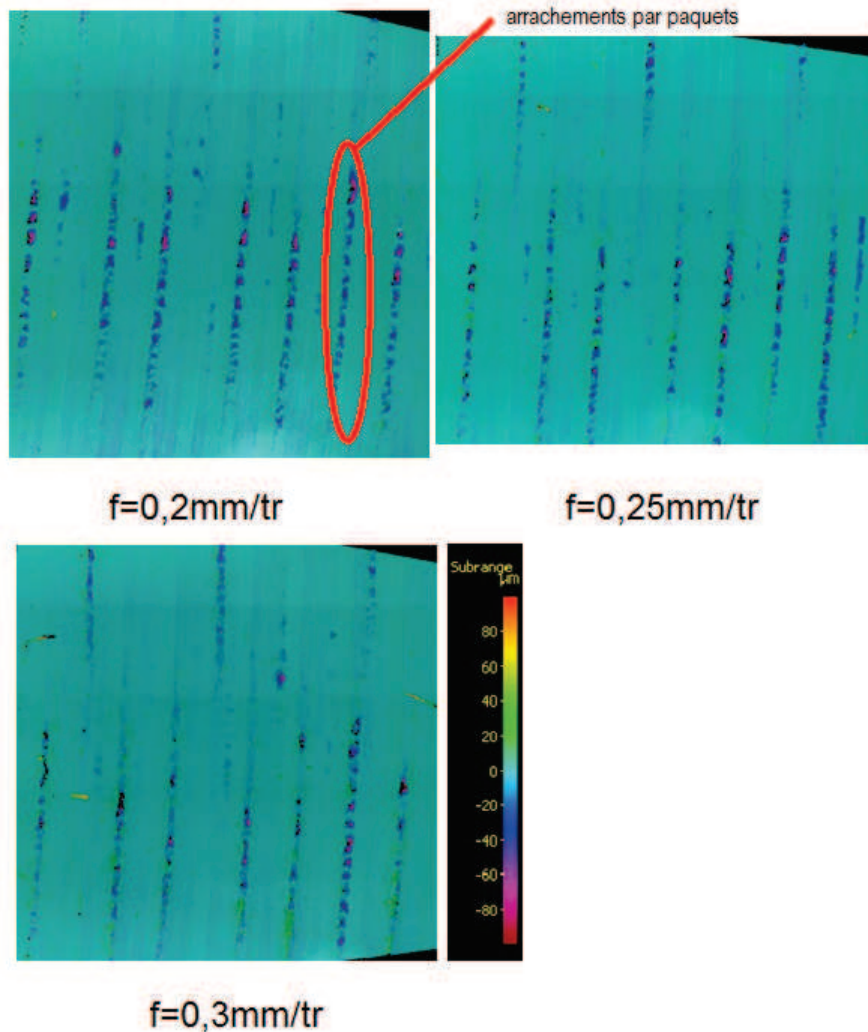 arrachements par paquets
f=0,2mm/tr
f=0,25mm/tr
Subrange
µm
80
60
40
20
0
-20
-40
-60
-80
f=0,3mm/tr